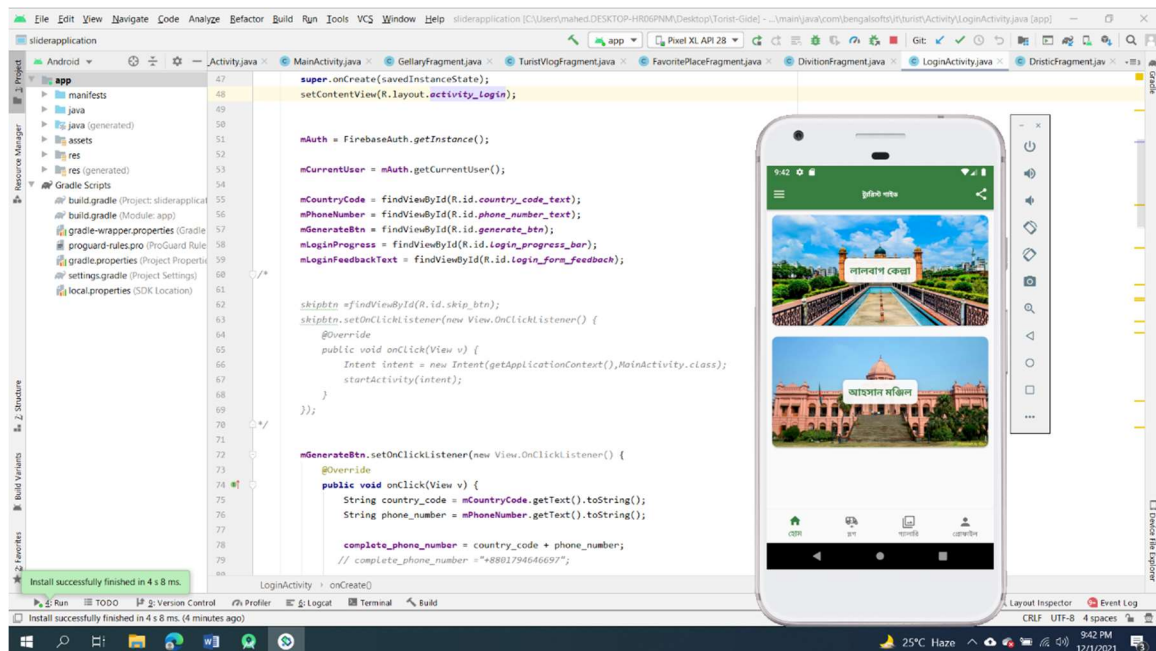 File Edit View Navigate Code Analyze Refactor Build Run Tools VCS Window Help sliderapplication [C:\Users\mahed.DESKTOP-HR06PNM\Desktop\Torist-Gide] - ...\main\java\com\bengalsofts\it\turist\Activity\LoginActivity.java [app]
sliderapplication app Pixel XL API 28 Git:
Android
_Activity.java MainActivity.java GellaryFragment.java TuristVlogFragment.java FavoritePlaceFragment.java DivitionFragment.java LoginActivity.java DristicFragment.jav
app
manifests
java
java (generated)
assets
res
res (generated)
Gradle Scripts
build.gradle (Project: sliderapplicat
build.gradle (Module: app)
gradle-wrapper.properties (Gradle
proguard-rules.pro (ProGuard Rule
gradle.properties (Project Properti
settings.gradle (Project Settings)
local.properties (SDK Location)
1: Project
Resource Manager
Z: Structure
Build Variants
2: Favorites
47 super.onCreate(savedInstanceState);
48 setContentView(R.layout.activity_login);
49
50
51 mAuth = FirebaseAuth.getInstance();
52
53 mCurrentUser = mAuth.getCurrentUser();
54
55 mCountryCode = findViewById(R.id.country_code_text);
56 mPhoneNumber = findViewById(R.id.phone_number_text);
57 mGenerateBtn = findViewById(R.id.generate_btn);
58 mLoginProgress = findViewById(R.id.login_progress_bar);
59 mLoginFeedbackText = findViewById(R.id.login_form_feedback);
60 /*
61
62 skipbtn =findViewById(R.id.skip_btn);
63 skipbtn.setOnClickListener(new View.OnClickListener() {
64 @Override
65 public void onClick(View v) {
66 Intent intent = new Intent(getApplicationContext(),MainActivity.class);
67 startActivity(intent);
68 }
69 });
70 */
71
72 mGenerateBtn.setOnClickListener(new View.OnClickListener() {
73 @Override
74 public void onClick(View v) {
75 String country_code = mCountryCode.getText().toString();
76 String phone_number = mPhoneNumber.getText().toString();
77
78 complete_phone_number = country_code + phone_number;
79 // complete_phone_number ="+8801794646697";
80
LoginActivity › onCreate()
9:42
ট্যুরিস্ট গাইড
লালবাগ কেল্লা
আহসান মঞ্জিল
হোম গ্যালারি প্রোফাইল
Gradle
Device File Explorer
Install successfully finished in 4 s 8 ms.
4: Run TODO 9: Version Control Profiler 6: Logcat Terminal Build Layout Inspector Event Log
Install successfully finished in 4 s 8 ms. (4 minutes ago) CRLF UTF-8 4 spaces
25°C Haze 9:42 PM
12/1/2021